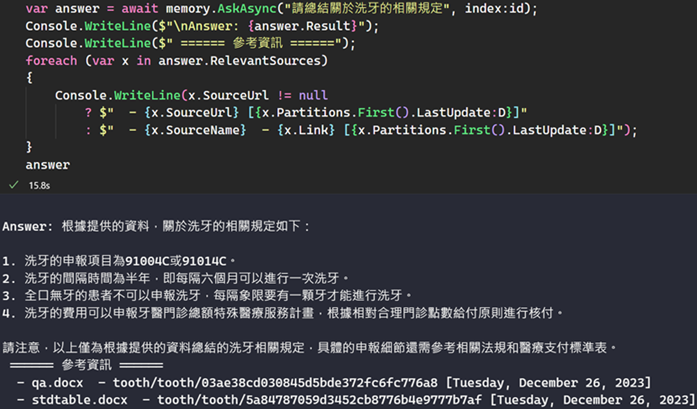 var answer = await memory.AskAsync("請總結關於洗牙的相關規定", index:id);
Console.WriteLine($"\nAnswer: {answer.Result}");
Console.WriteLine($" ====== 參考資訊 ======");
foreach (var x in answer.RelevantSources)
{
    Console.WriteLine(x.SourceUrl != null
        ? $"  - {x.SourceUrl} [{x.Partitions.First().LastUpdate:D}]"
        : $"  - {x.SourceName}  - {x.Link} [{x.Partitions.First().LastUpdate:D}]");
}
answer
✓ 15.8s
Answer: 根據提供的資料，關於洗牙的相關規定如下：
1. 洗牙的申報項目為91004C或91014C。
2. 洗牙的間隔時間為半年，即每隔六個月可以進行一次洗牙。
3. 全口無牙的患者不可以申報洗牙，每隔象限要有一顆牙才能進行洗牙。
4. 洗牙的費用可以申報牙醫門診總額特殊醫療服務計畫，根據相對合理門診點數給付原則進行核付。
請注意，以上僅為根據提供的資料總結的洗牙相關規定，具體的申報細節還需參考相關法規和醫療支付標準表。
====== 參考資訊 ======
- qa.docx  - tooth/tooth/03ae38cd030845d5bde372fc6fc776a8 [Tuesday, December 26, 2023]
- stdtable.docx  - tooth/tooth/5a84787059d3452cb8776b4e9777b7af [Tuesday, December 26, 2023]